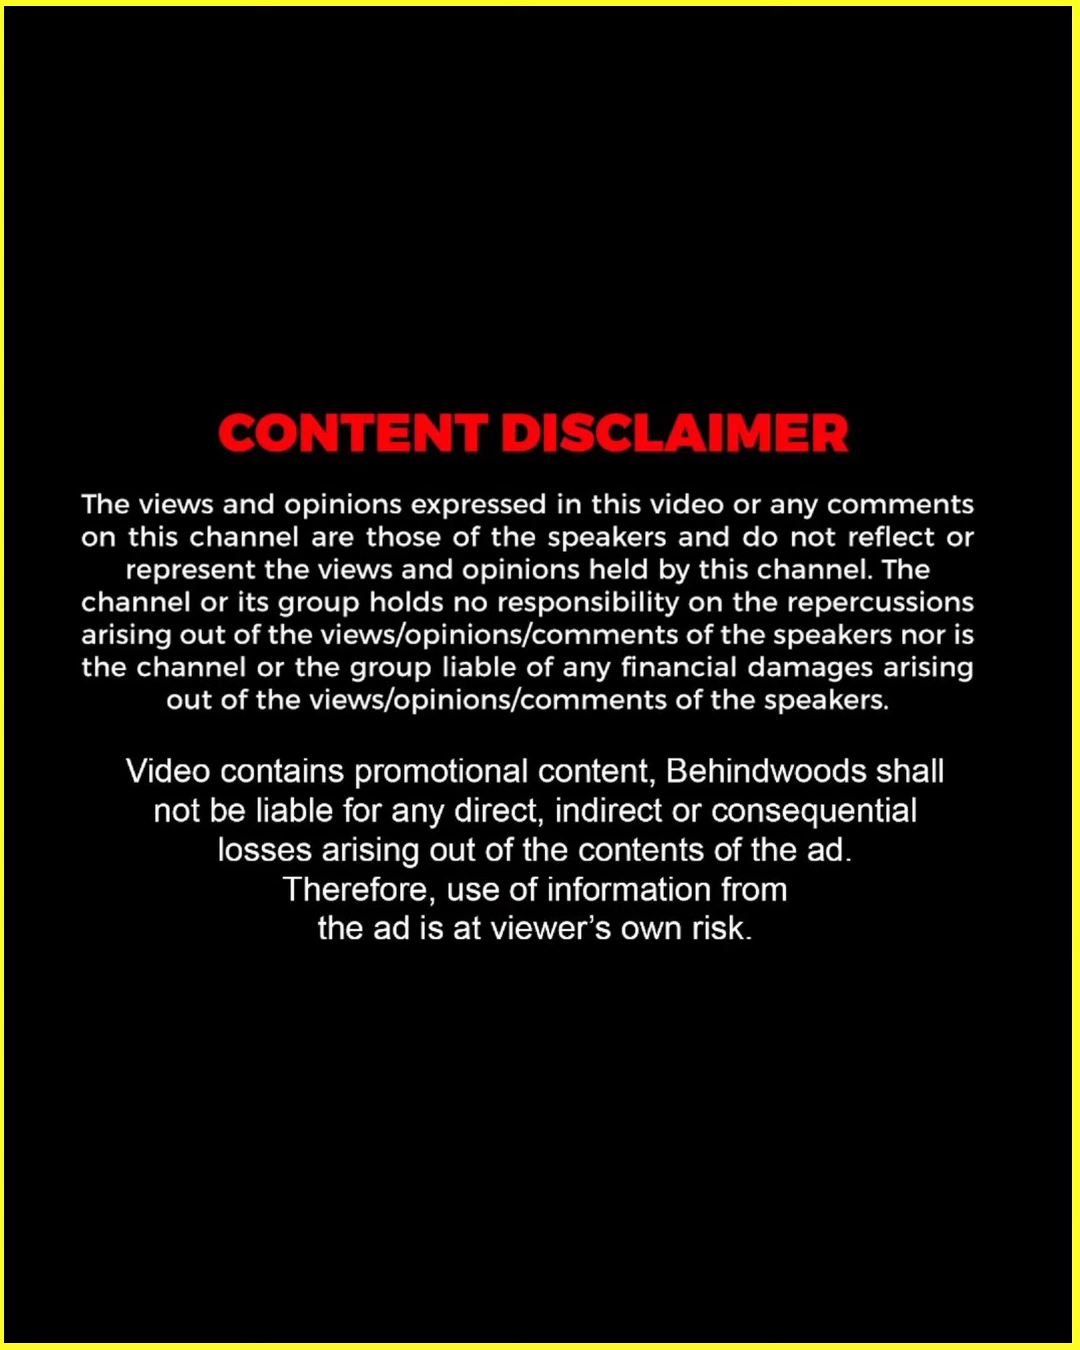 CONTENT DISCLAIMER
The views and opinions expressed in this video or any comments
on this channel are those of the speakers and do not reflect or
represent the views and opinions held by this channel. The
channel or its group holds no responsibility on the repercussions
arising out of the views/opinions/comments of the speakers nor is
the channel or the group liable of any financial damages arising
out of the views/opinions/comments of the speakers.
Video contains promotional content, Behindwoods shall
not be liable for any direct, indirect or consequential
losses arising out of the contents of the ad.
Therefore, use of information from
the ad is at viewer’s own risk.